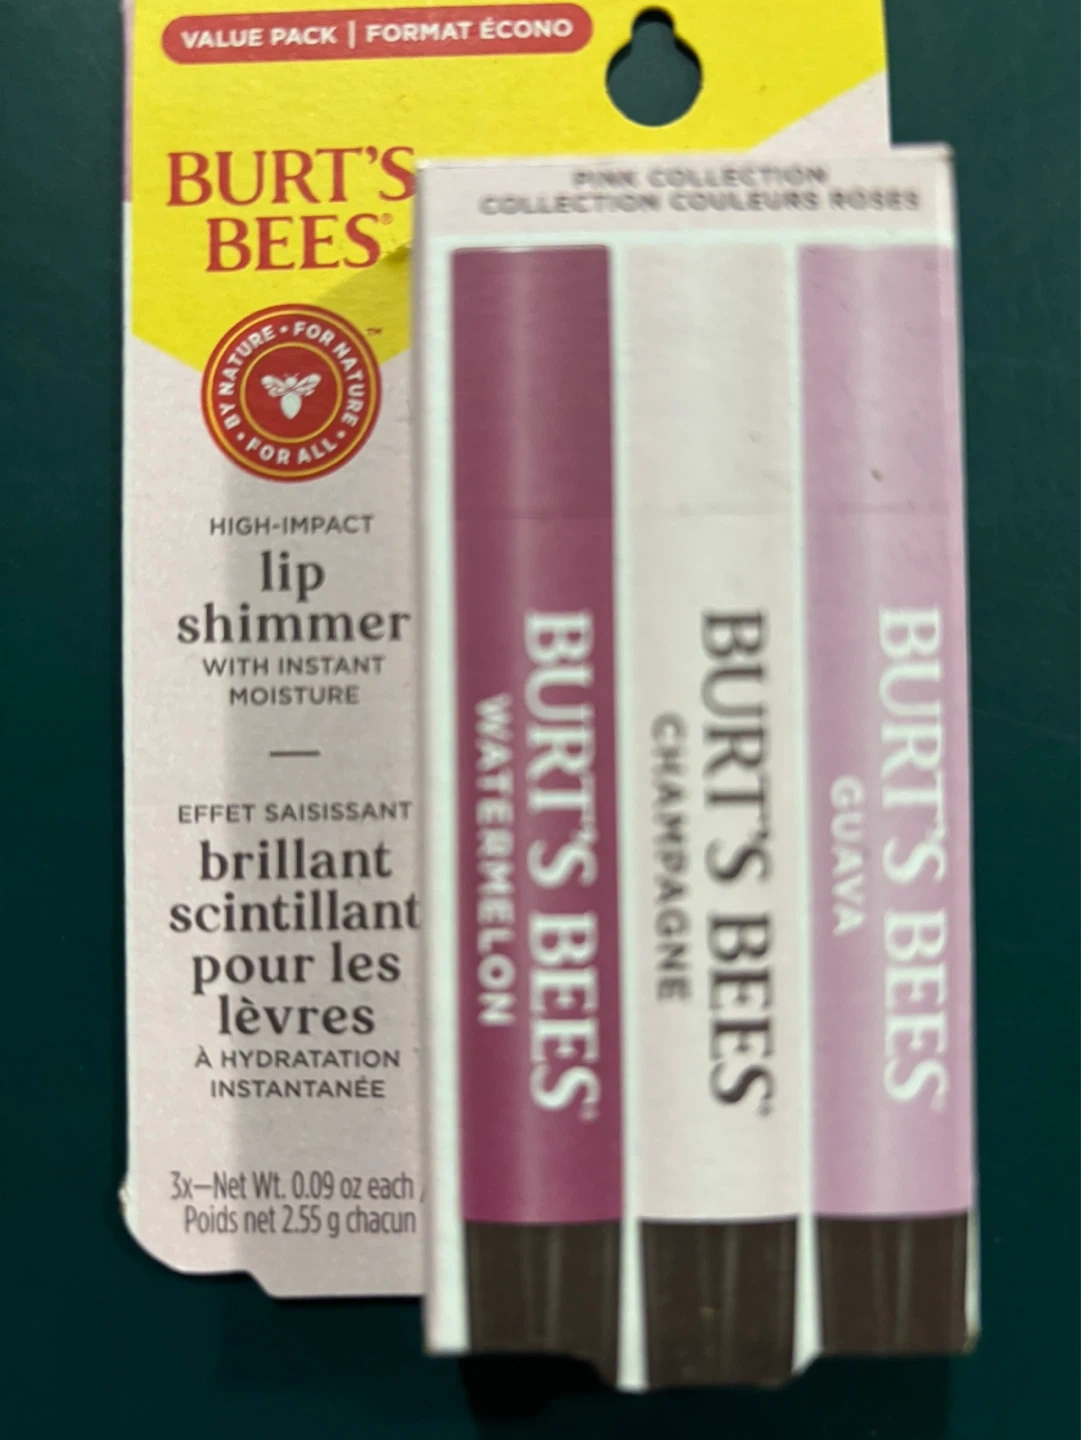 VALUE PACK | FORMAT ÉCONO
BURT'S
BEES®
BY NATURE • FOR NATURE • FOR ALL •
™
HIGH-IMPACT
lip
shimmer
WITH INSTANT
MOISTURE
—
EFFET SAISISSANT
brillant
scintillant
pour les
lèvres
À HYDRATATION
INSTANTANÉE
3x—Net Wt. 0.09 oz each /
Poids net 2.55 g chacun
PINK COLLECTION
COLLECTION COULEURS ROSES
BURT'S BEES®
WATERMELON
BURT'S BEES®
CHAMPAGNE
BURT'S BEES®
GUAVA